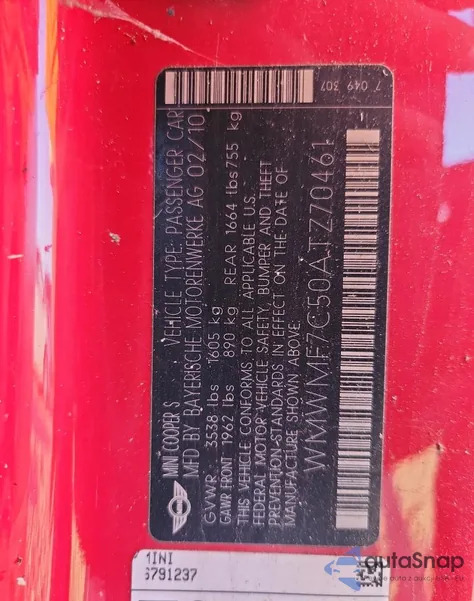 MINI COOPER S VEHICLE TYPE: PASSENGER CAR
MFD BY BAYERISCHE MOTORENWERKE AG 02/10
GVWR 3538 lbs 1605 kg
GAWR FRONT 1962 lbs 890 kg REAR 1664 lbs 755 kg
THIS VEHICLE CONFORMS TO ALL APPLICABLE U.S.
FEDERAL MOTOR VEHICLE SAFETY, BUMPER AND THEFT
PREVENTION-STANDARDS IN EFFECT ON THE DATE OF
MANUFACTURE SHOWN ABOVE.
WMWMF7C50ATZ70461
7 049 307
MINI
6791237
autoSnap